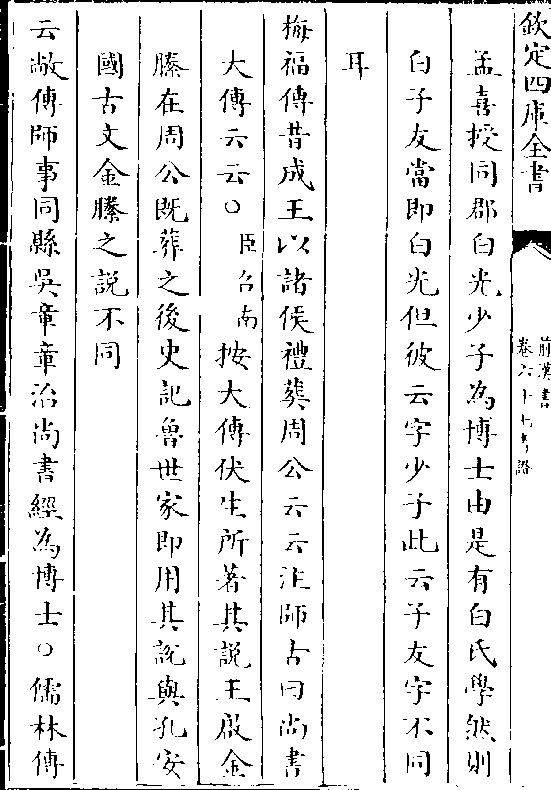 欽定四庫全書
前漢書
卷六十七考證
孟喜授同郡白光少子為博士由是有白氏學然則
白子友當即白光但彼云字少子此云子友字不同
耳
梅福傳昔成王以諸侯禮葬周公云云注師古曰尚書
大傳云云○臣召南按大傳伏生所著其說王啟金
縢在周公既葬之後史記魯世家即用其說與孔安
國古文金縢之說不同
云敞傳師事同縣吳章章治尚書經為博士○儒林傳